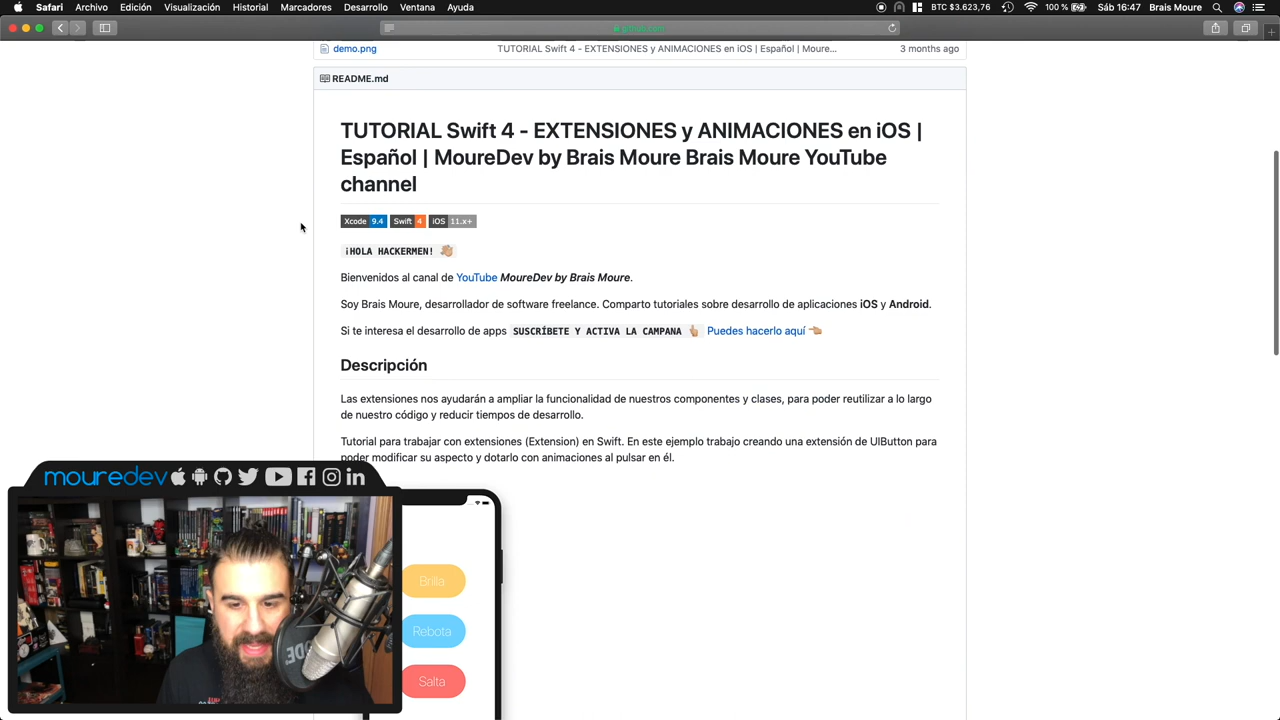 Safari Archivo Edición Visualización Historial Marcadores Desarrollo Ventana Ayuda BTC $3.623,76 100 % Sáb 16:47 Brais Moure
github.com
demo.png TUTORIAL Swift 4 - EXTENSIONES y ANIMACIONES en iOS | Español | Moure... 3 months ago
README.md
TUTORIAL Swift 4 - EXTENSIONES y ANIMACIONES en iOS |
Español | MoureDev by Brais Moure Brais Moure YouTube
channel
Xcode 9.4 Swift 4 iOS 11.x+
¡HOLA HACKERMEN! 👋🏼
Bienvenidos al canal de YouTube MoureDev by Brais Moure.
Soy Brais Moure, desarrollador de software freelance. Comparto tutoriales sobre desarrollo de aplicaciones iOS y Android.
Si te interesa el desarrollo de apps SUSCRÍBETE Y ACTIVA LA CAMPANA 👆🏼 Puedes hacerlo aquí 👈🏼
Descripción
Las extensiones nos ayudarán a ampliar la funcionalidad de nuestros componentes y clases, para poder reutilizar a lo largo
de nuestro código y reducir tiempos de desarrollo.
Tutorial para trabajar con extensiones (Extension) en Swift. En este ejemplo trabajo creando una extensión de UIButton para
poder modificar su aspecto y dotarlo con animaciones al pulsar en él.
mouredev
Brilla
Rebota
Salta